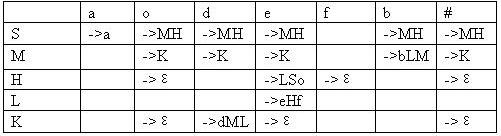 a o d e f b #
S ->a ->MH ->MH ->MH ->MH ->MH
M ->K ->K ->K ->bLM ->K
H ->ε ->LSo ->ε ->ε
L ->eHf
K ->ε ->dML ->ε ->ε